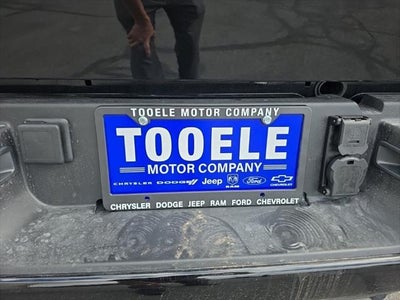 TOOELE MOTOR COMPANY
TOOELE
MOTOR COMPANY
CHRYSLER DODGE Jeep RAM Ford CHEVROLET
CHRYSLER DODGE JEEP RAM FORD CHEVROLET